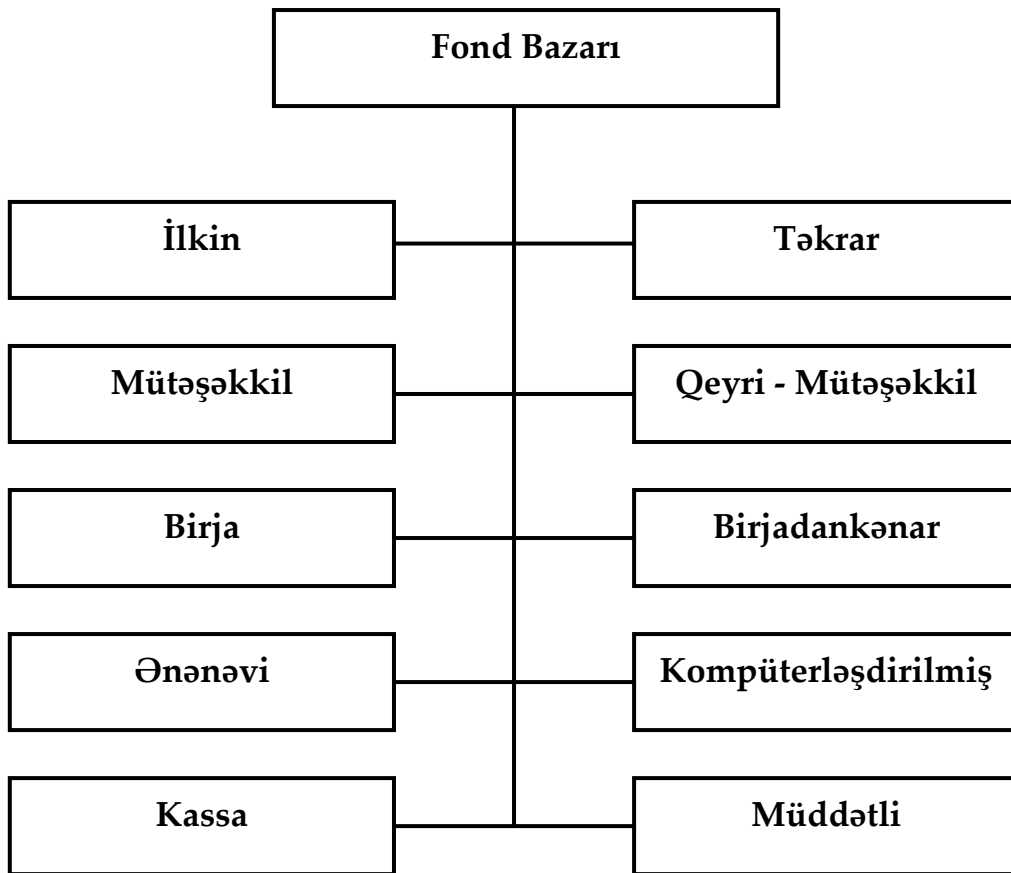 Fond Bazarı
İlkin
Təkrar
Mütəşəkkil
Qeyri - Mütəşəkkil
Birja
Birjadankənar
Ənənəvi
Kompüterləşdirilmiş
Kassa
Müddətli